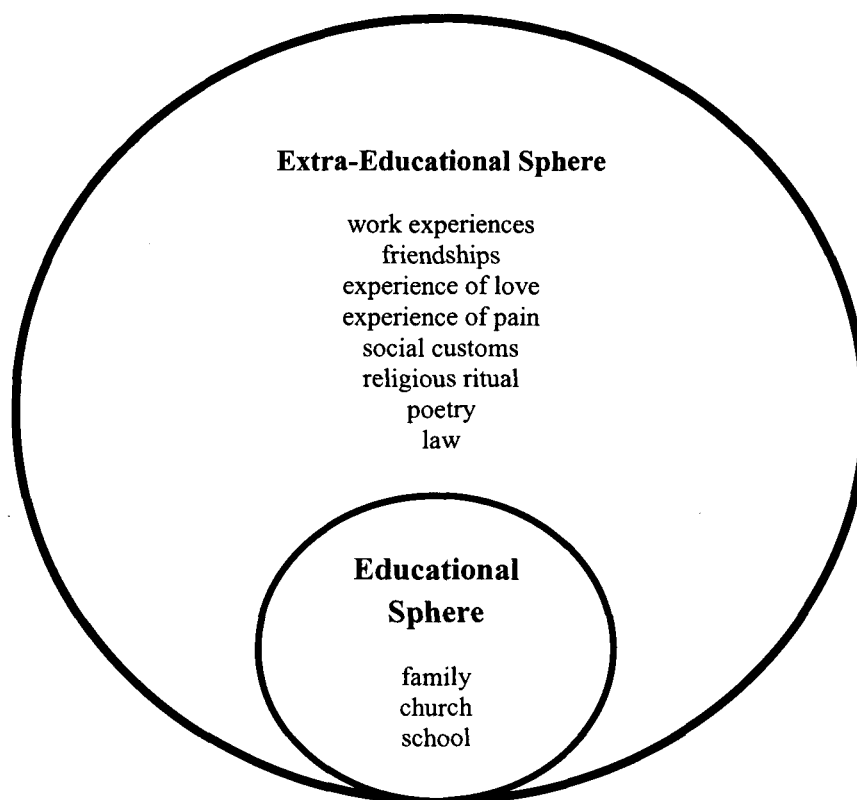 Extra-Educational Sphere
work experiences
friendships
experience of love
experience of pain
social customs
religious ritual
poetry
law
Educational
Sphere
family
church
school